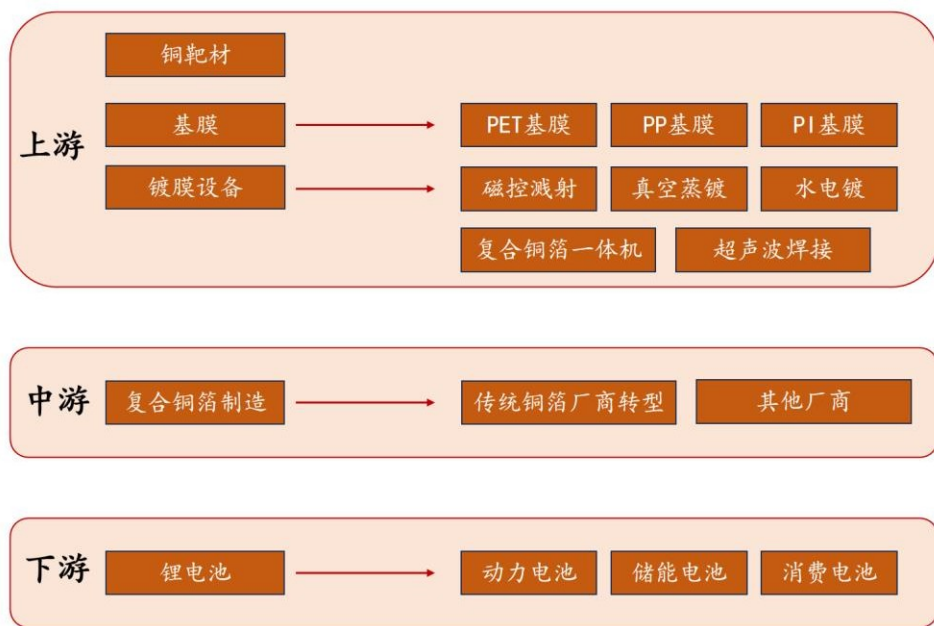 上游
铜靶材
基膜
PET基膜
PP基膜
PI基膜
镀膜设备
磁控溅射
真空蒸镀
水电镀
复合铜箔一体机
超声波焊接
中游
复合铜箔制造
传统铜箔厂商转型
其他厂商
下游
锂电池
动力电池
储能电池
消费电池